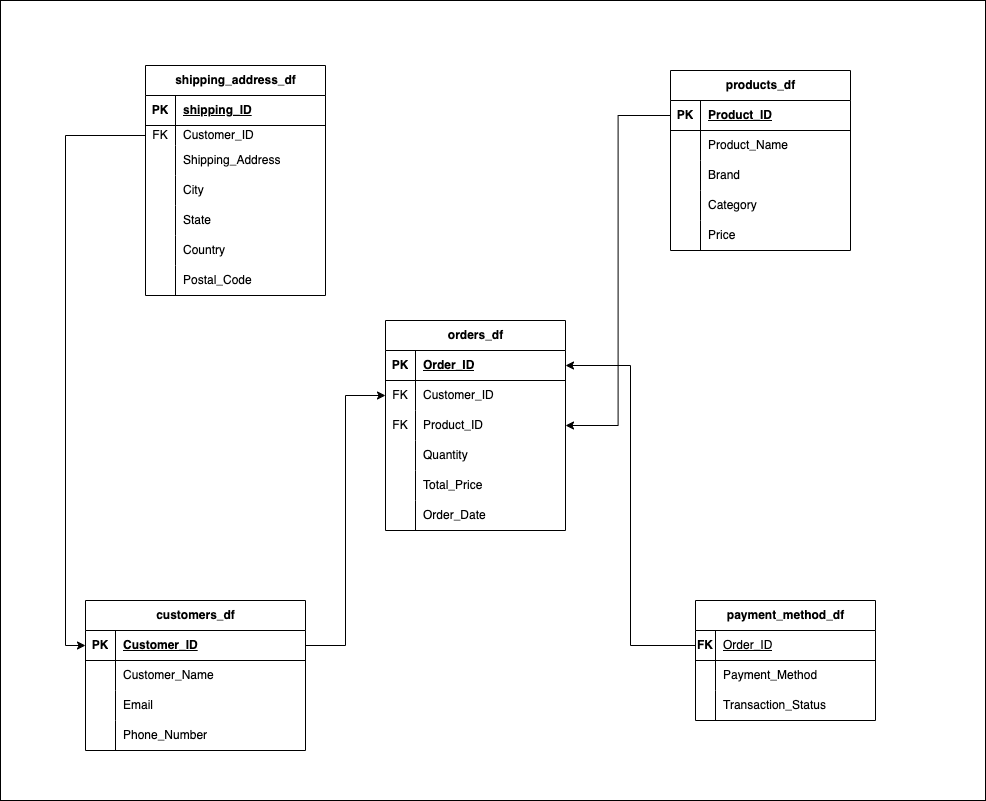 shipping_address_df
PK shipping_ID
FK Customer_ID
Shipping_Address
City
State
Country
Postal_Code
products_df
PK Product_ID
Product_Name
Brand
Category
Price
orders_df
PK Order_ID
FK Customer_ID
FK Product_ID
Quantity
Total_Price
Order_Date
customers_df
PK Customer_ID
Customer_Name
Email
Phone_Number
payment_method_df
FK Order_ID
Payment_Method
Transaction_Status